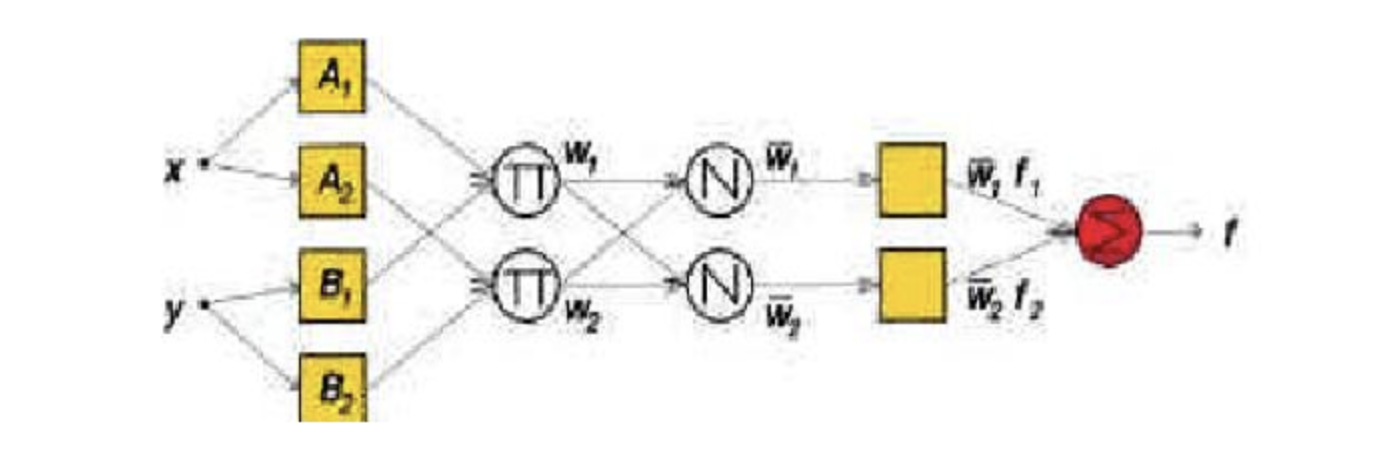 A₁
x
A₂
Π w₁
N w̅₁
w̅₁ f₁
Σ
f
B₁
y
Π w₂
N w̅₂
w̅₂ f₂
B₂